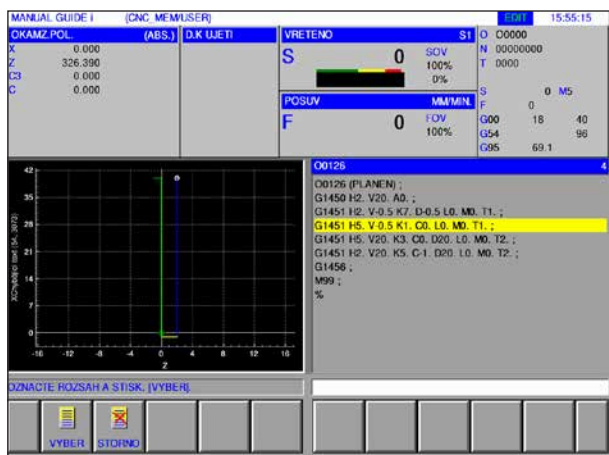 MANUAL GUIDE i (CNC_MEM/USER) EDIT 15:55:15
OKAMZ.POL. (ABS.) D.K UJETI VRETENO S1 O O0000
X 0.000 S 0 SOV N 00000000
Z 326.390 100% T 0000
C3 0.000 0%
C 0.000 S 0 M5
POSUV MM/MIN. F 0
F 0 FOV G00 18 40
100% G54 96
G95 69.1
O0126 4
O0126 (PLANEN) ;
G1450 H2. V20. A0. ;
G1451 H2. V-0.5 K7. D-0.5 L0. M0. T1. ;
G1451 H5. V-0.5 K1. C0. L0. M0. T1. ;
G1451 H5. V20. K3. C0. D20. L0. M0. T2. ;
G1451 H2. V20. K5. C-1. D20. L0. M0. T2. ;
G1456 ;
M99 ;
%
42
35
28
21
14
7
0
-16 -12 -8 -4 0 4 8 12 16
Z
OZNACTE ROZSAH A STISK. [VYBER].
VYBER STORNO